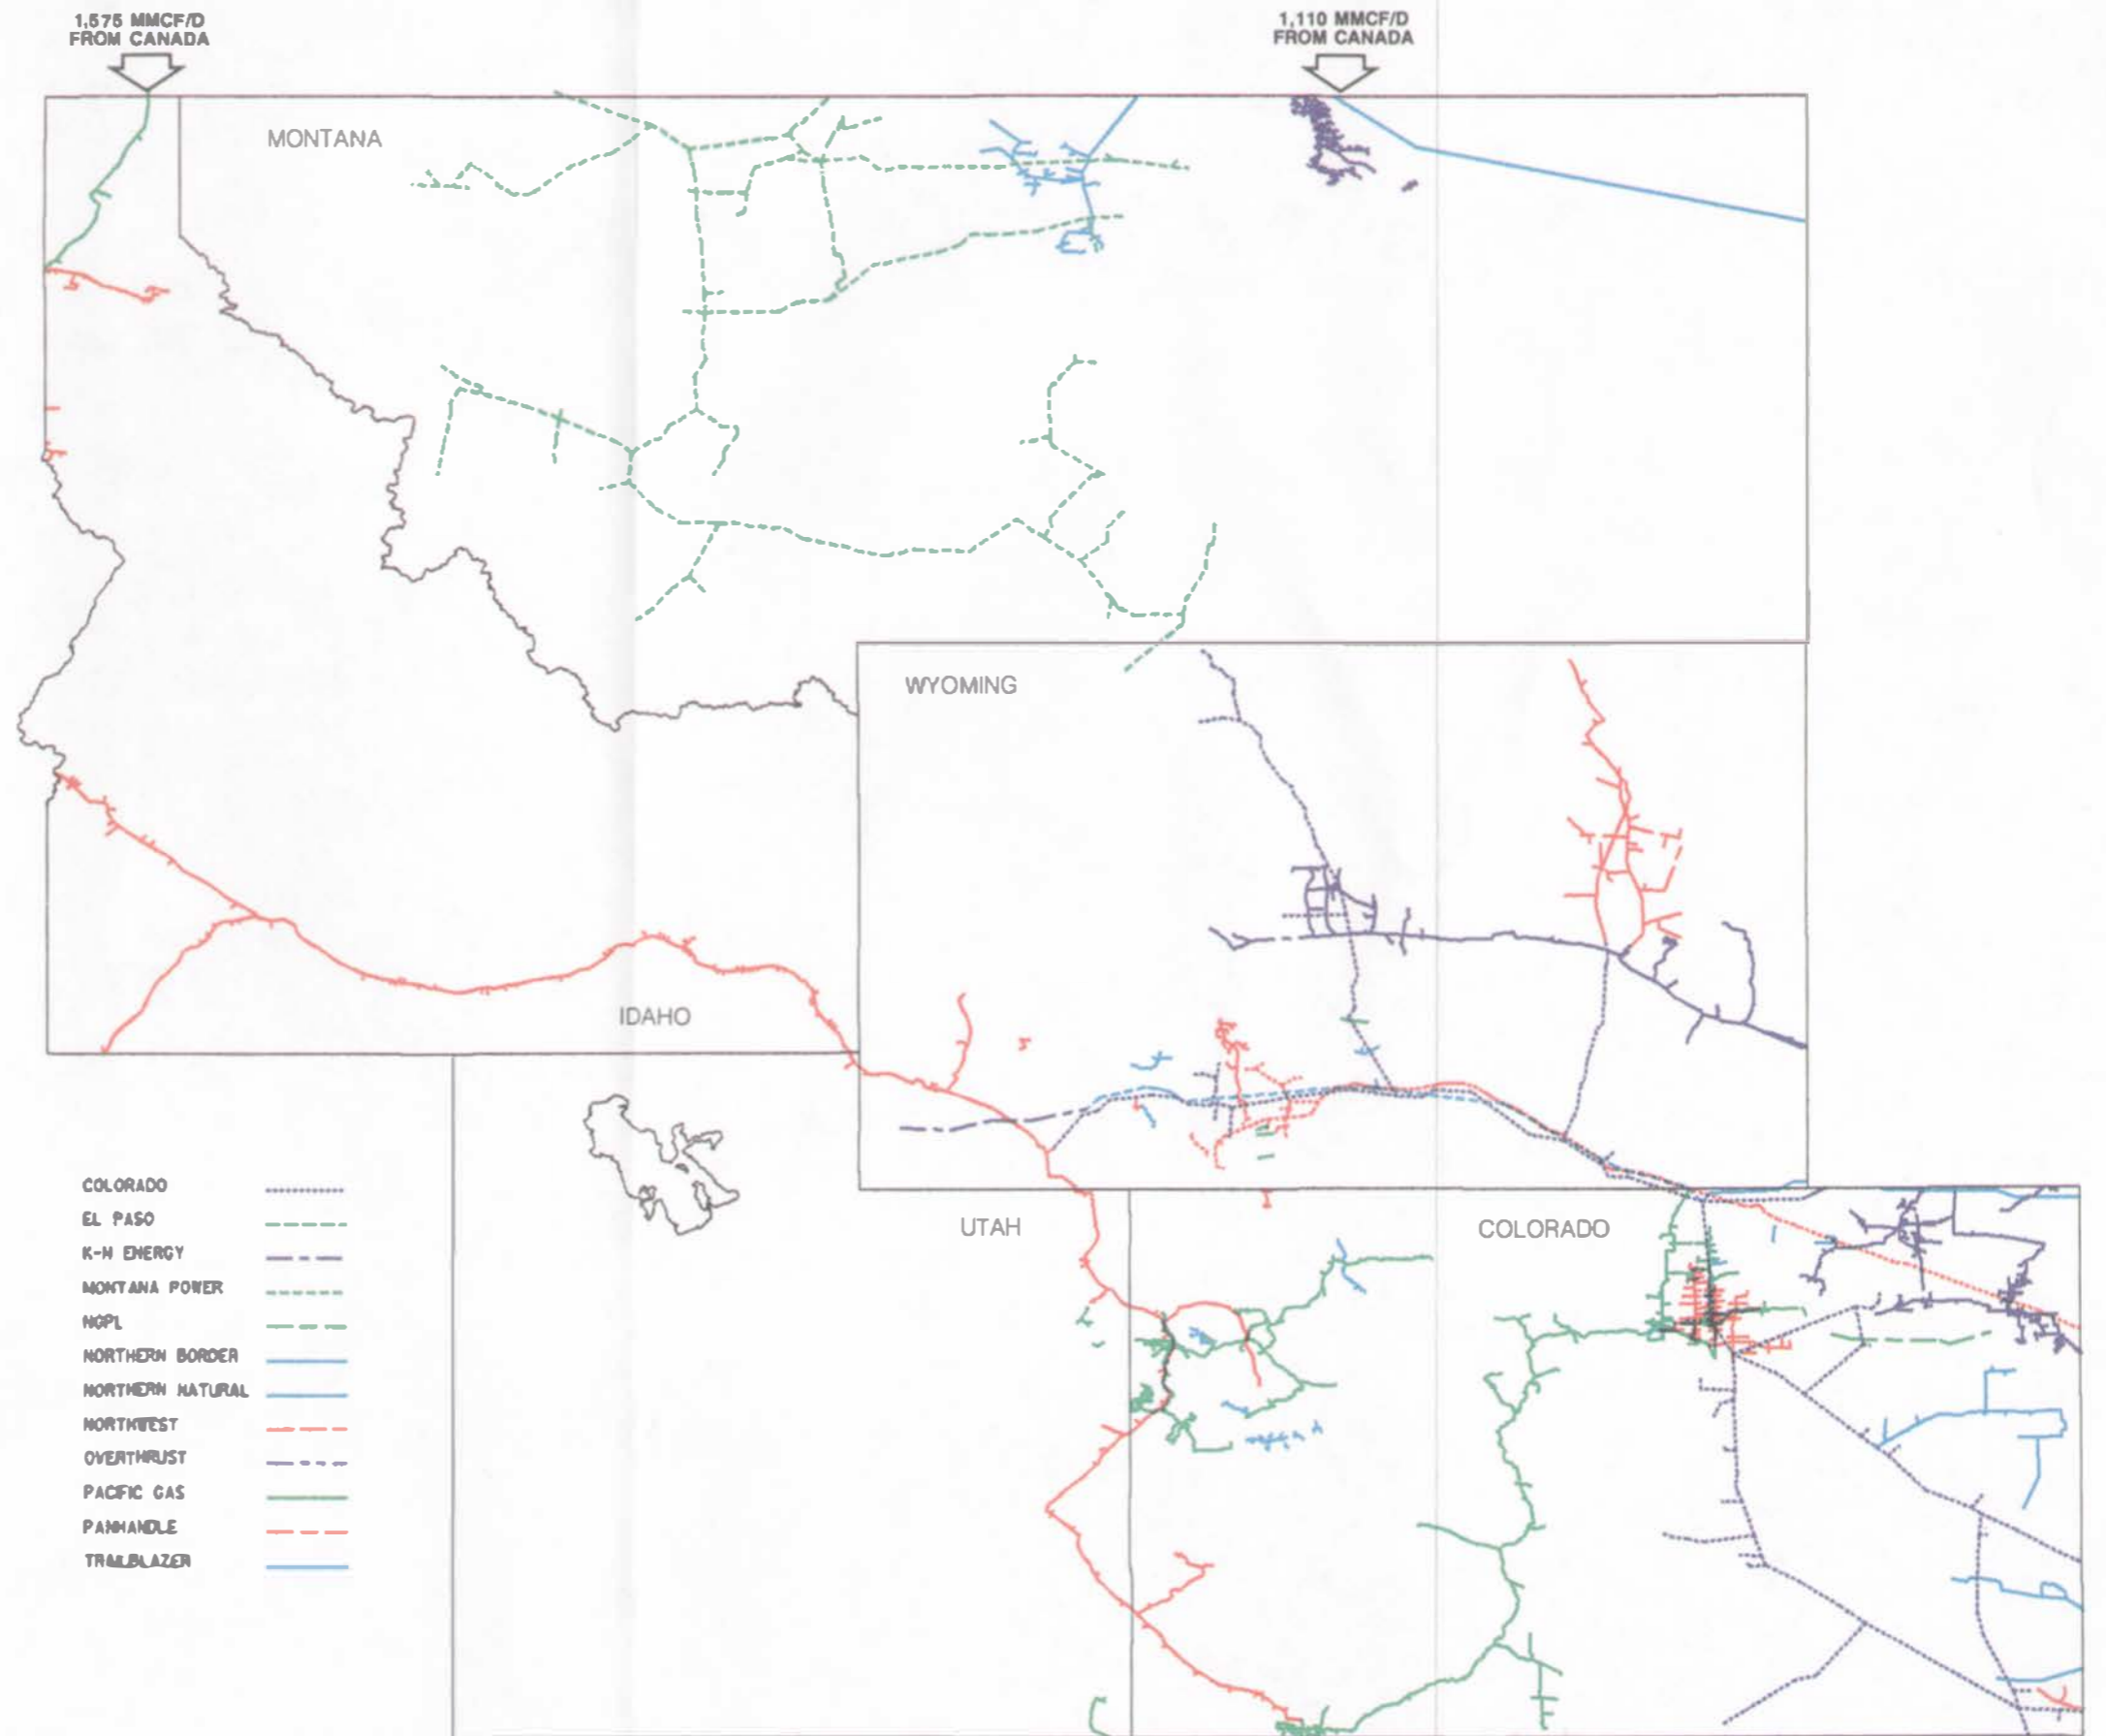 1,575 MMCF/D
FROM CANADA
1,110 MMCF/D
FROM CANADA
MONTANA
WYOMING
IDAHO
UTAH
COLORADO
COLORADO
EL PASO
K-N ENERGY
MONTANA POWER
NGPL
NORTHERN BORDER
NORTHERN NATURAL
NORTHWEST
OVERTHRUST
PACIFIC GAS
PANHANDLE
TRAILBLAZER